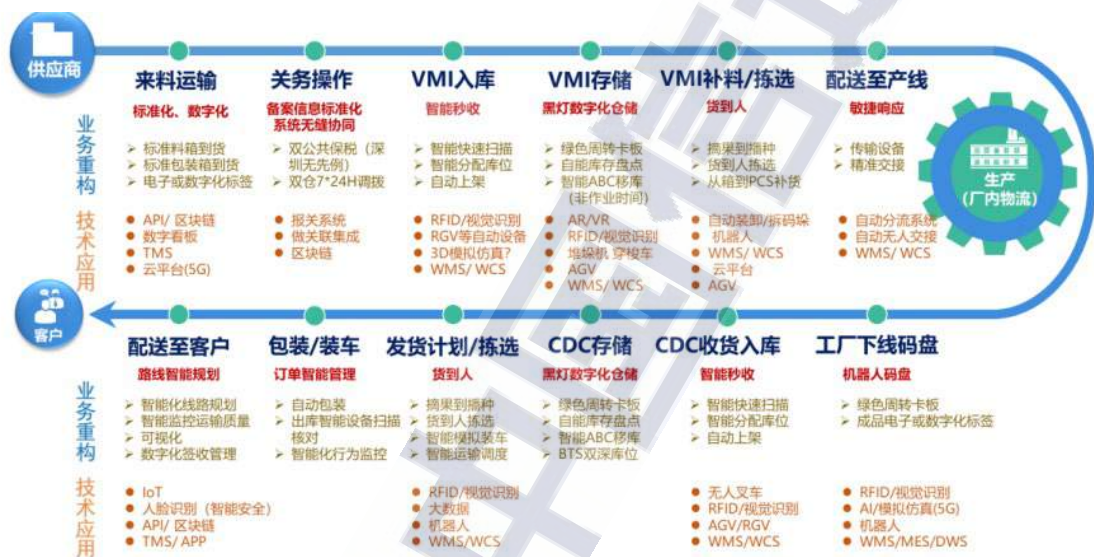 供应商
来料运输
标准化、数字化
标准料箱到货
标准包装箱到货
电子或数字化标签
API/ 区块链
数字看板
TMS
云平台(5G)
关务操作
备案信息标准化
系统无缝协同
双公共保税（深
圳无先例）
双仓7*24H调拨
报关系统
做关联集成
区块链
VMI入库
智能秒收
智能快速扫描
智能分配库位
自动上架
RFID/视觉识别
RGV等自动设备
3D模拟仿真?
WMS/ WCS
VMI存储
黑灯数字化仓储
绿色周转卡板
自能库存盘点
智能ABC移库
(非作业时间)
AR/VR
RFID/视觉识别
堆垛机 穿梭车
AGV
WMS/ WCS
VMI补料/拣选
货到人
摘果到播种
货到人拣选
从箱到PCS补货
自动装卸/拆码垛
机器人
WMS/ WCS
云平台
AGV
配送至产线
敏捷响应
传输设备
精准交接
自动分流系统
自动无人交接
WMS/ WCS
业务重构
技术应用
生产
(厂内物流)
客户
配送至客户
路线智能规划
智能化线路规划
智能监控运输质量
可视化
数字化签收管理
IoT
人脸识别（智能安全）
API/ 区块链
TMS/ APP
包装/装车
订单智能管理
自动包装
出库智能设备扫描
核对
智能化行为监控
发货计划/拣选
货到人
摘果到播种
货到人拣选
智能模拟装车
智能运输调度
RFID/视觉识别
大数据
机器人
WMS/WCS
CDC存储
黑灯数字化仓储
绿色周转卡板
自能库存盘点
智能ABC移库
BTS双深库位
CDC收货入库
智能秒收
智能快速扫描
智能分配库位
自动上架
无人叉车
RFID/视觉识别
AGV/RGV
WMS/WCS
工厂下线码盘
机器人码盘
绿色周转卡板
成品电子或数字化标签
RFID/视觉识别
AI/模拟仿真(5G)
机器人
WMS/MES/DWS
业务重构
技术应用